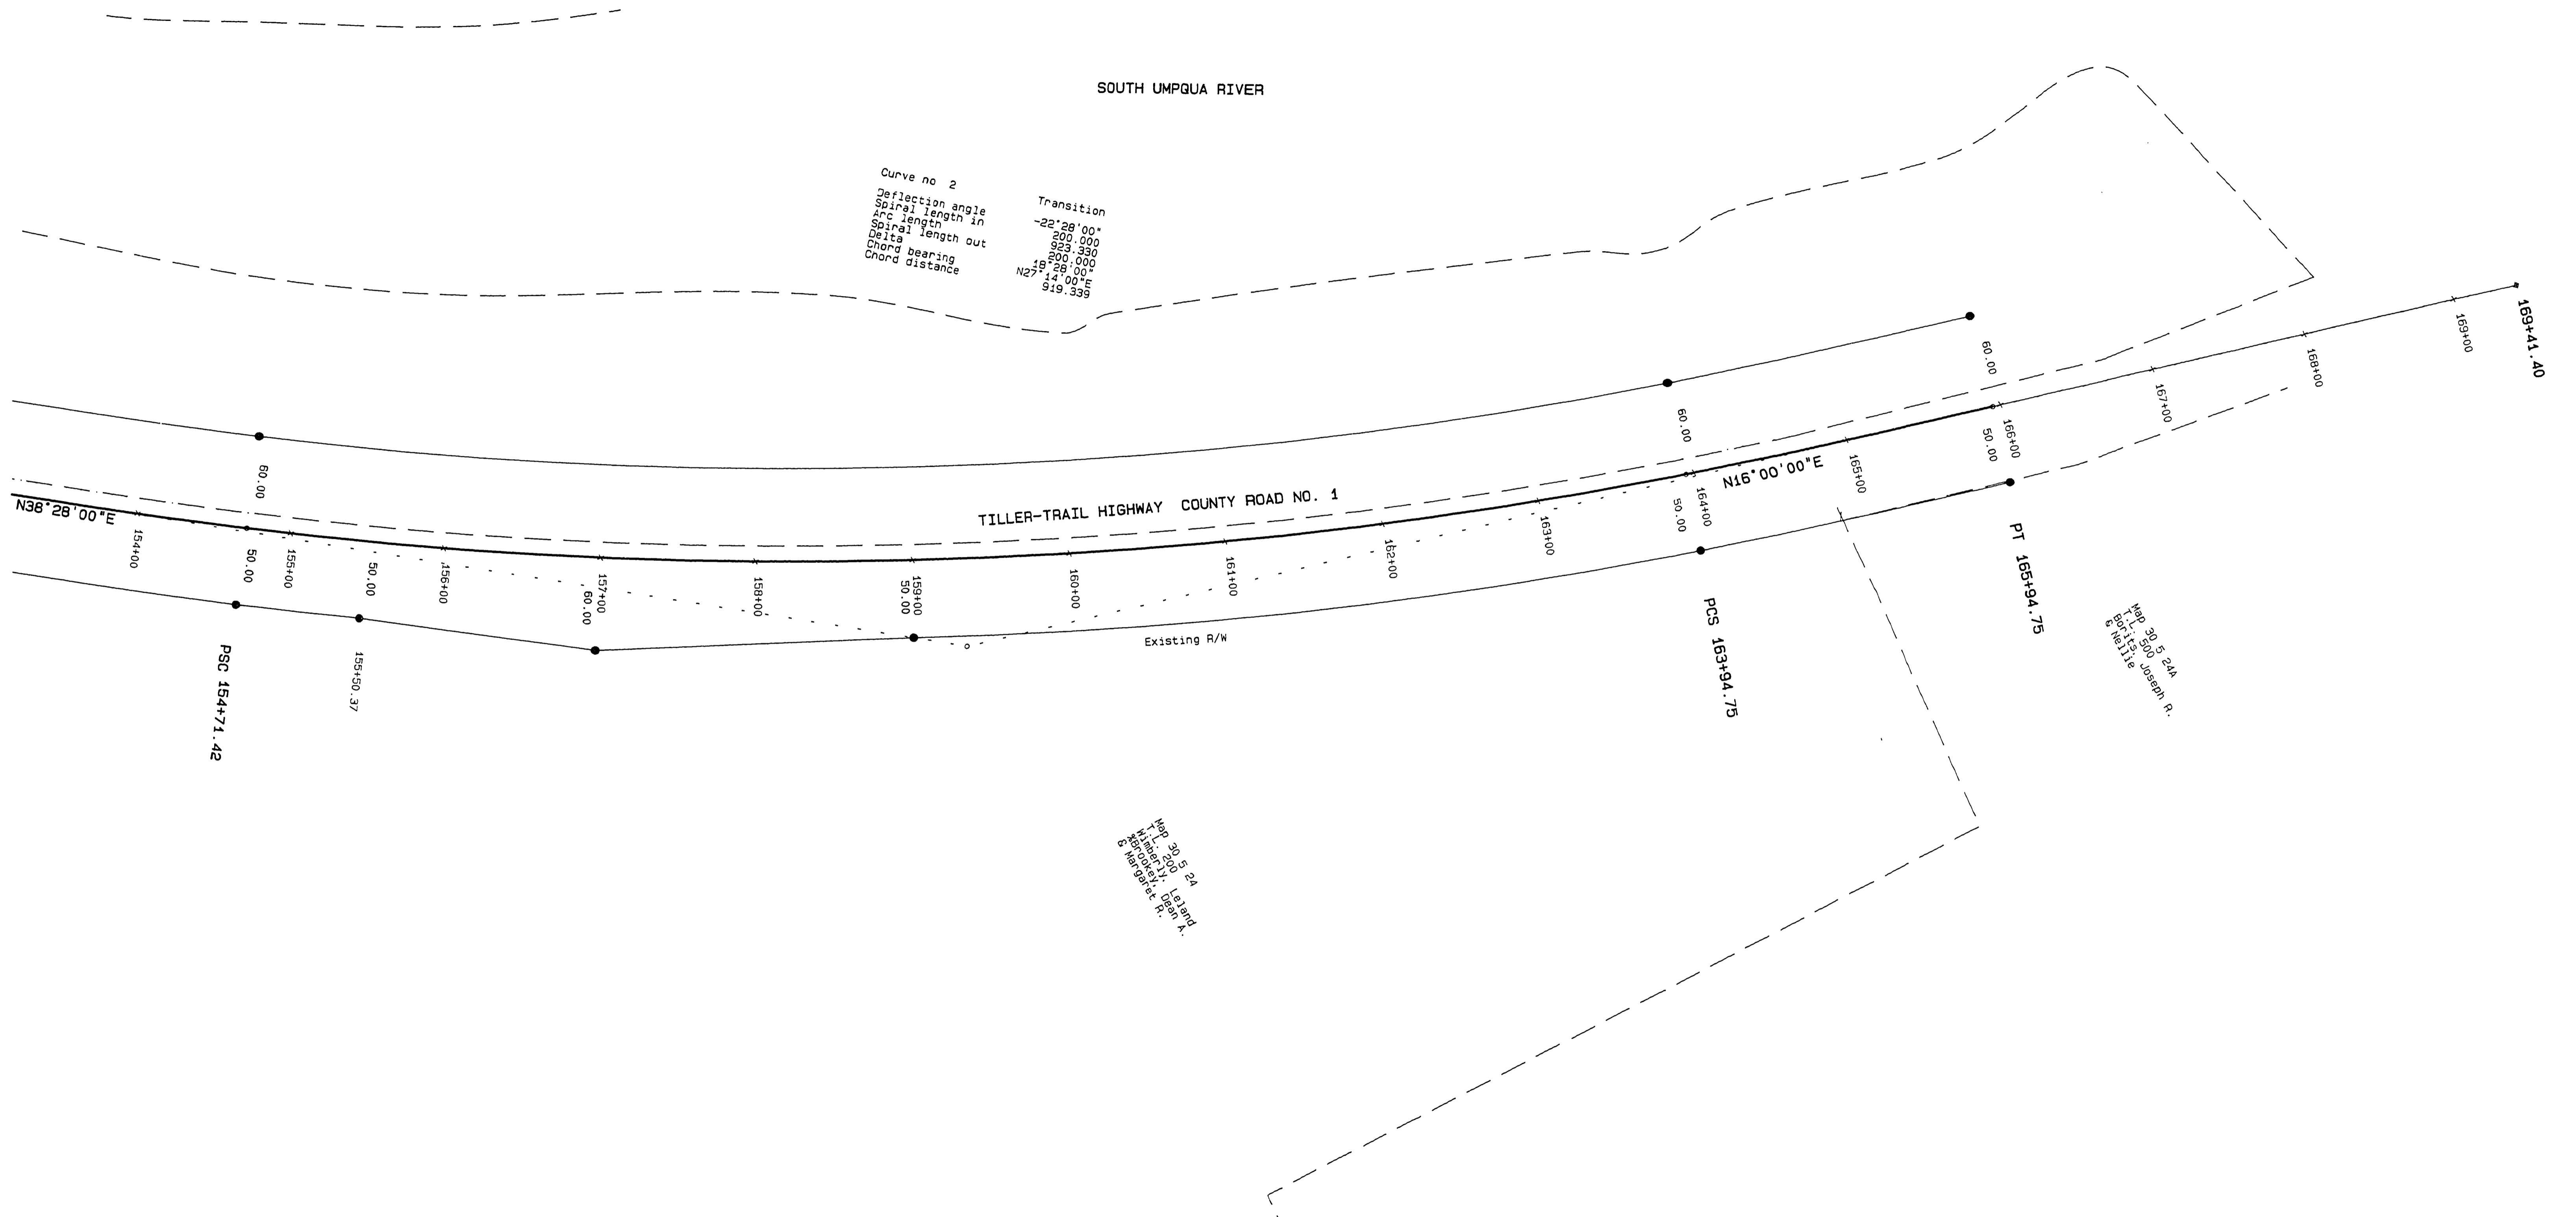 SOUTH UMPQUA RIVER
Curve no 2
Transition
Deflection angle -22°28'00"
Spiral length in 200.000
Arc length 923.330
Spiral length out 200.000
Delta 18°28'00"
Chord bearing N27°14'00"E
Chord distance 919.339
60.00
60.00
60.00
169+41.40
169+00
168+00
167+00
166+00
50.00
165+00
N16°00'00"E
164+00
50.00
163+00
162+00
161+00
160+00
159+00
50.00
158+00
157+00
60.00
156+00
50.00
155+00
50.00
154+00
N38°28'00"E
TILLER-TRAIL HIGHWAY COUNTY ROAD NO. 1
Existing R/W
PSC 154+71.42
155+50.37
PCS 163+94.75
PT 165+94.75
Map 30 5 24A
T.L. 500
Borits, Joseph R.
& Nellie
Map 30 5 24
T.L. 200
Wimberly, Leland
%Brookey, Dean A.
& Margaret R.